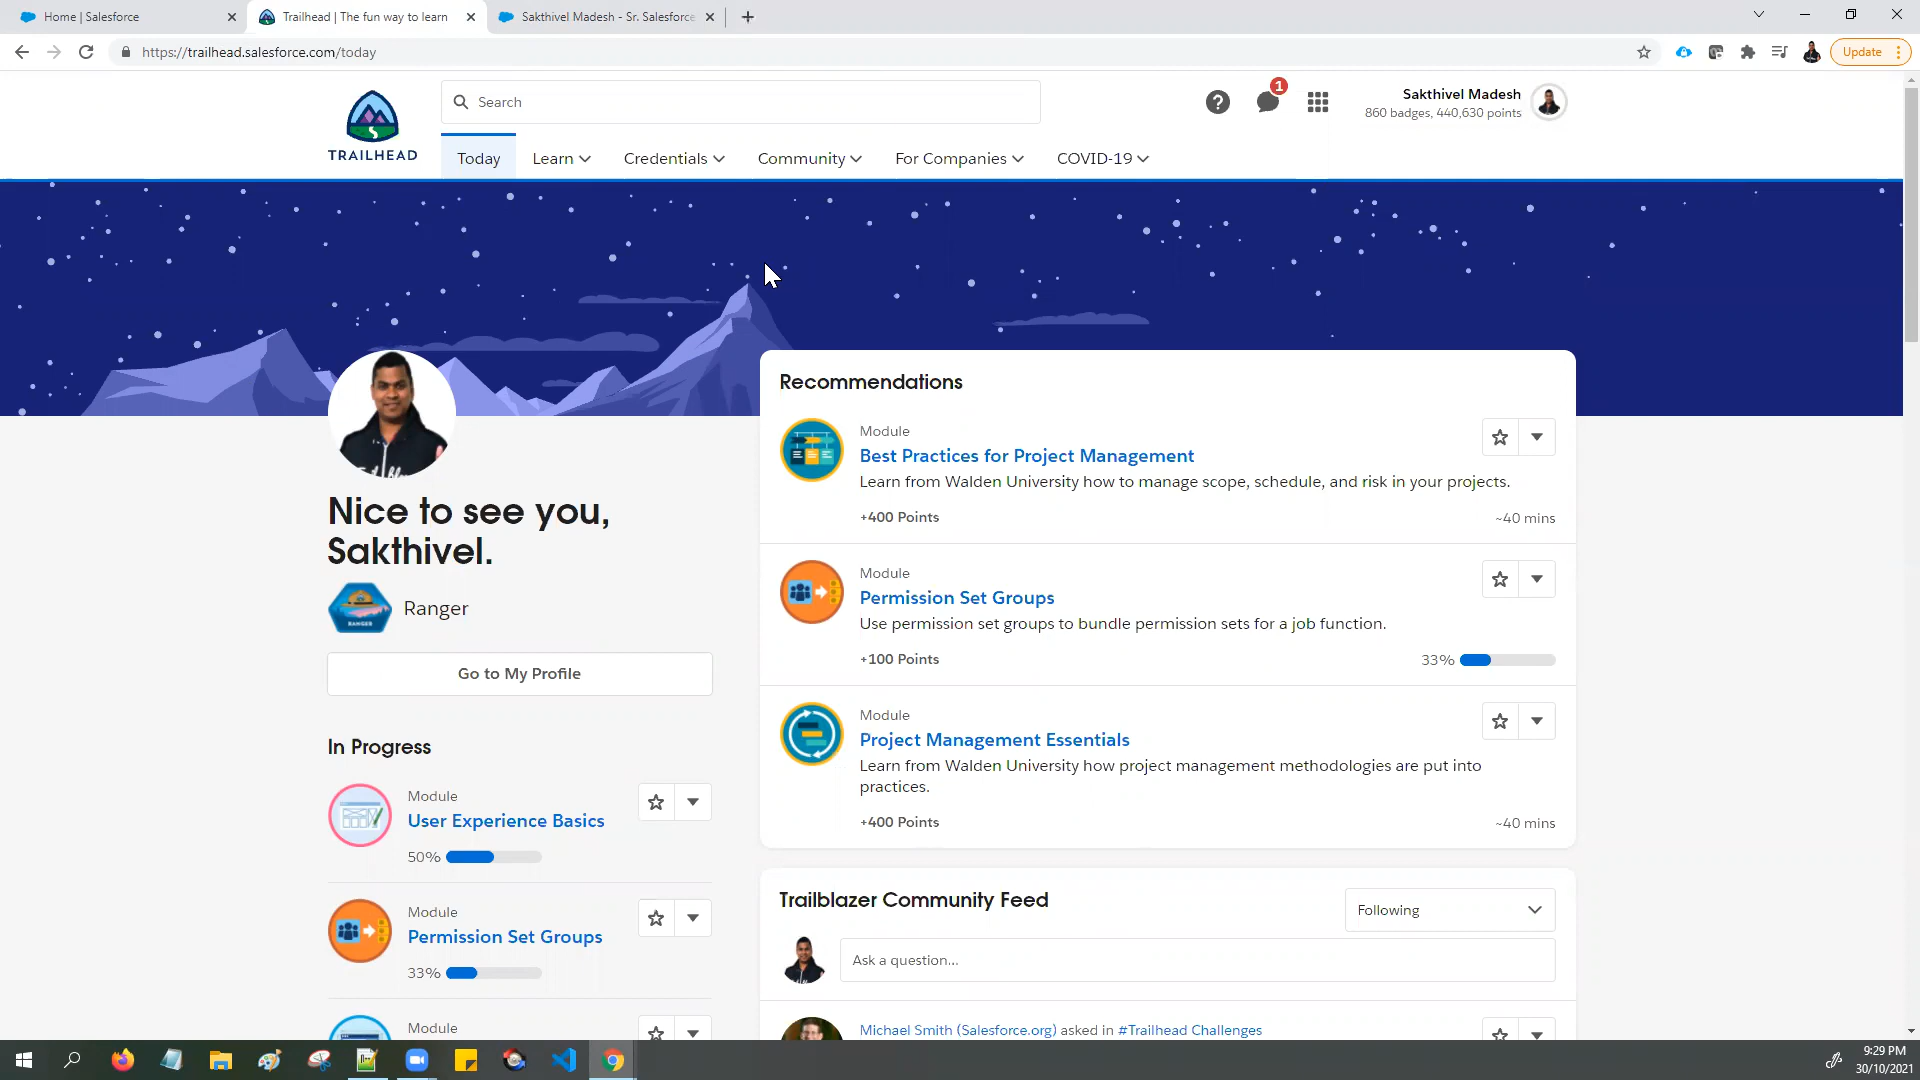 Home | Salesforce
Trailhead | The fun way to learn
Sakthivel Madesh - Sr. Salesforce
https://trailhead.salesforce.com/today
Update
TRAILHEAD
Search
1
Sakthivel Madesh
860 badges, 440,630 points
Today
Learn
Credentials
Community
For Companies
COVID-19
Nice to see you,
Sakthivel.
RANGER
Ranger
Go to My Profile
In Progress
Module
User Experience Basics
50%
Module
Permission Set Groups
33%
Module
Recommendations
Module
Best Practices for Project Management
Learn from Walden University how to manage scope, schedule, and risk in your projects.
+400 Points
~40 mins
Module
Permission Set Groups
Use permission set groups to bundle permission sets for a job function.
+100 Points
33%
Module
Project Management Essentials
Learn from Walden University how project management methodologies are put into
practices.
+400 Points
~40 mins
Trailblazer Community Feed
Following
Ask a question...
Michael Smith (Salesforce.org) asked in #Trailhead Challenges
9:29 PM
30/10/2021